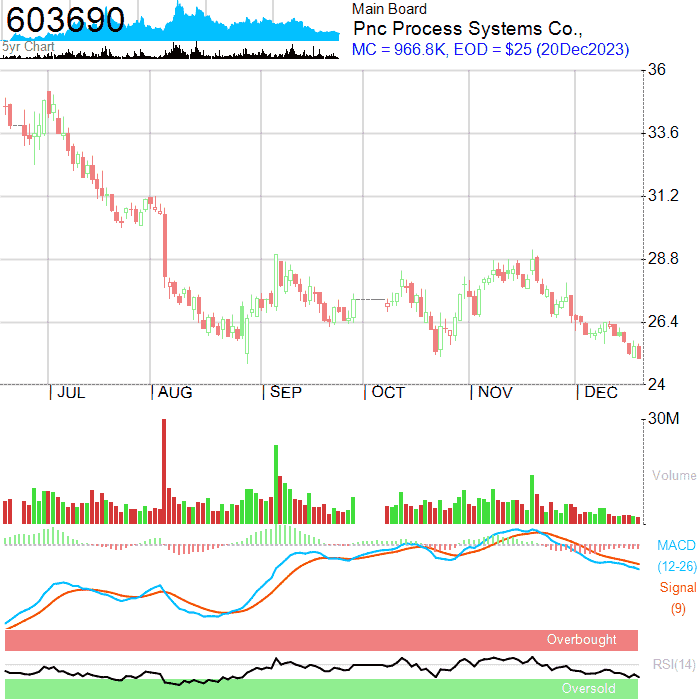 603690
5yr Chart
Main Board
Pnc Process Systems Co.,
MC = 966.8K, EOD = $25 (20Dec2023)
36
33.6
31.2
28.8
26.4
24
JUL AUG SEP OCT NOV DEC
30M
Volume
MACD
(12-26)
Signal
(9)
Overbought
RSI(14)
Oversold